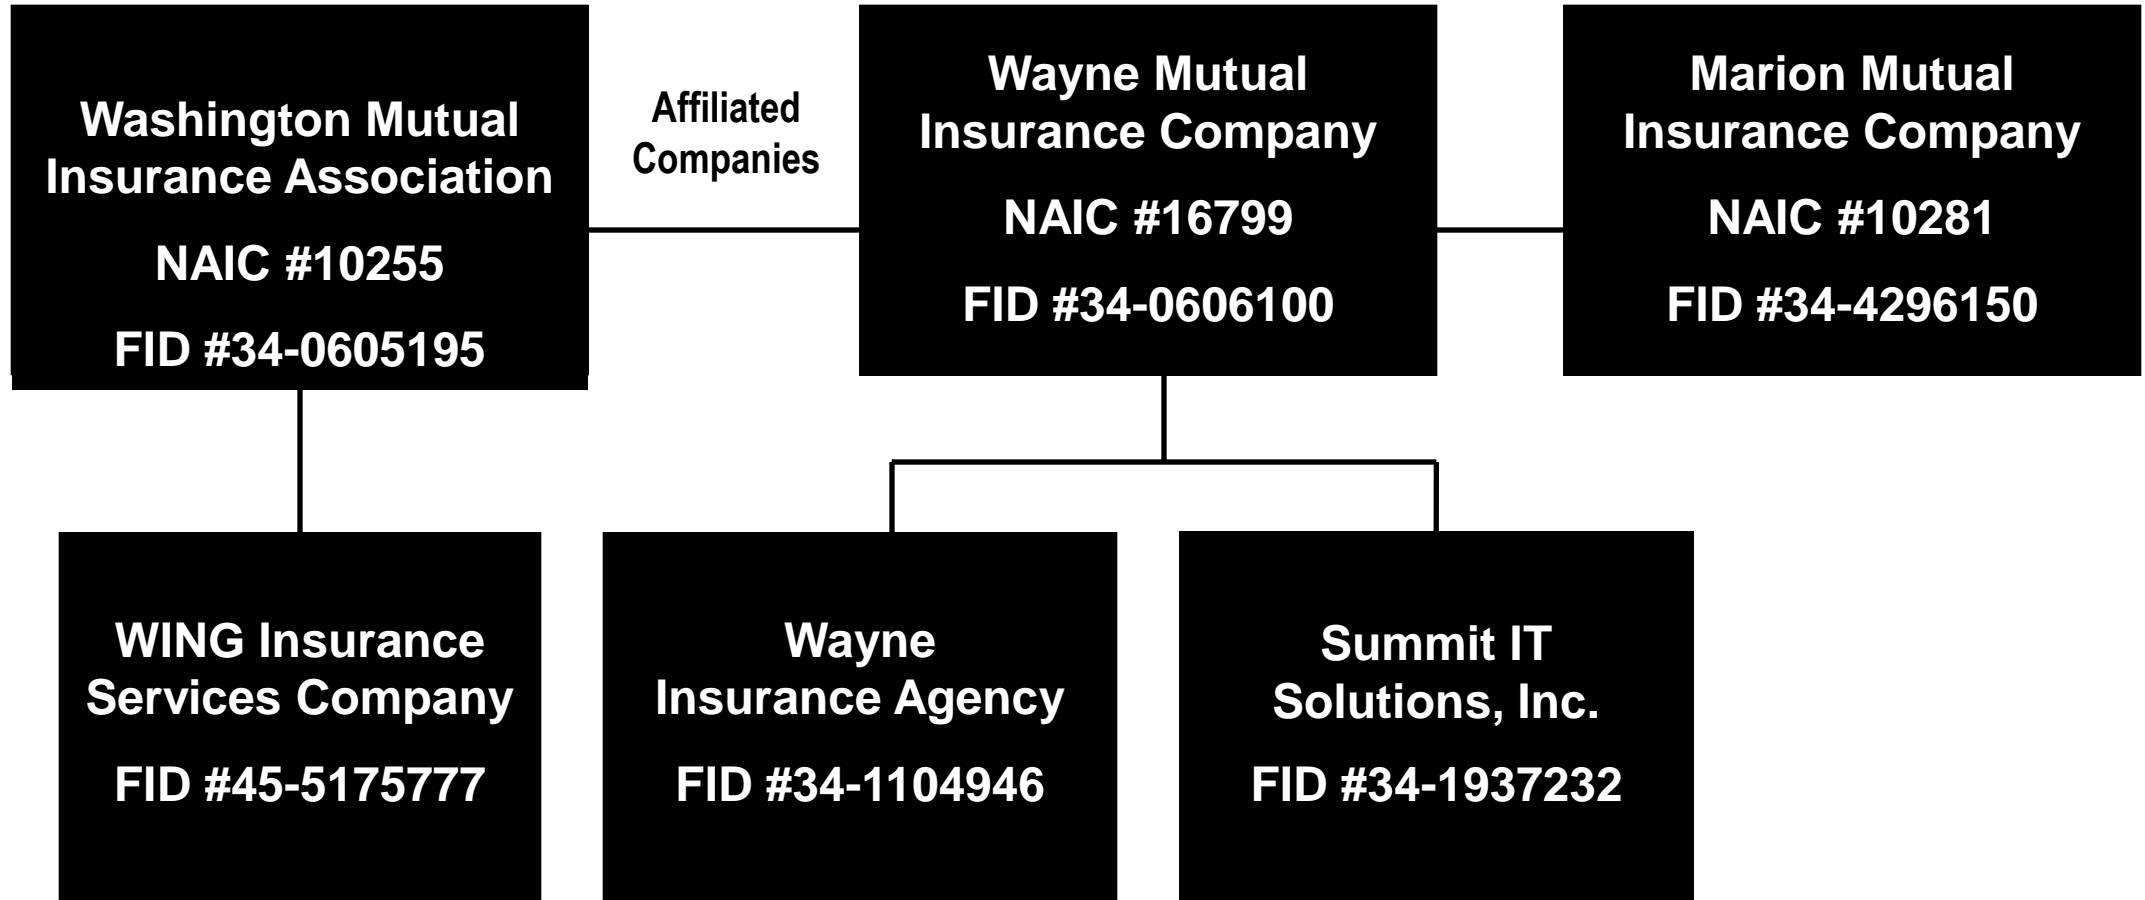 Washington Mutual
Insurance Association
NAIC #10255
FID #34-0605195
Affiliated
Companies
Wayne Mutual
Insurance Company
NAIC #16799
FID #34-0606100
Marion Mutual
Insurance Company
NAIC #10281
FID #34-4296150
WING Insurance
Services Company
FID #45-5175777
Wayne
Insurance Agency
FID #34-1104946
Summit IT
Solutions, Inc.
FID #34-1937232